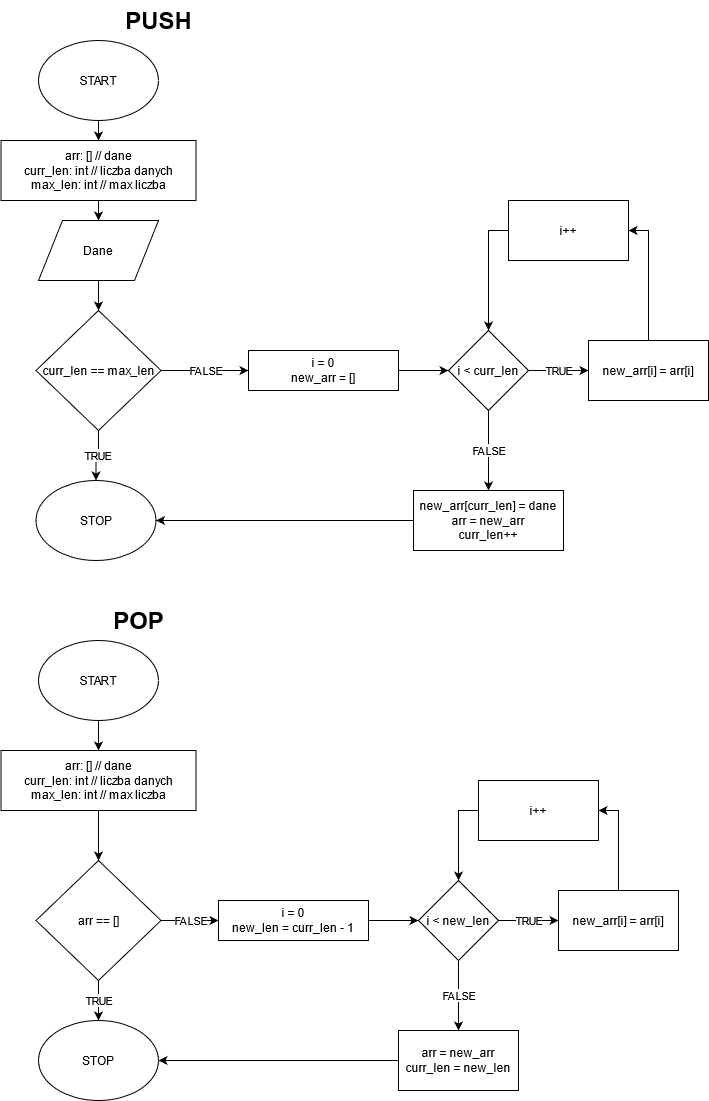 PUSH
START
arr: [] // dane
curr_len: int // liczba danych
max_len: int // max liczba
Dane
curr_len == max_len
FALSE
i = 0
new_arr = []
i < curr_len
TRUE
new_arr[i] = arr[i]
i++
TRUE
FALSE
STOP
new_arr[curr_len] = dane
arr = new_arr
curr_len++
POP
START
arr: [] // dane
curr_len: int // liczba danych
max_len: int // max liczba
arr == []
FALSE
i = 0
new_len = curr_len - 1
i < new_len
TRUE
new_arr[i] = arr[i]
i++
TRUE
FALSE
STOP
arr = new_arr
curr_len = new_len